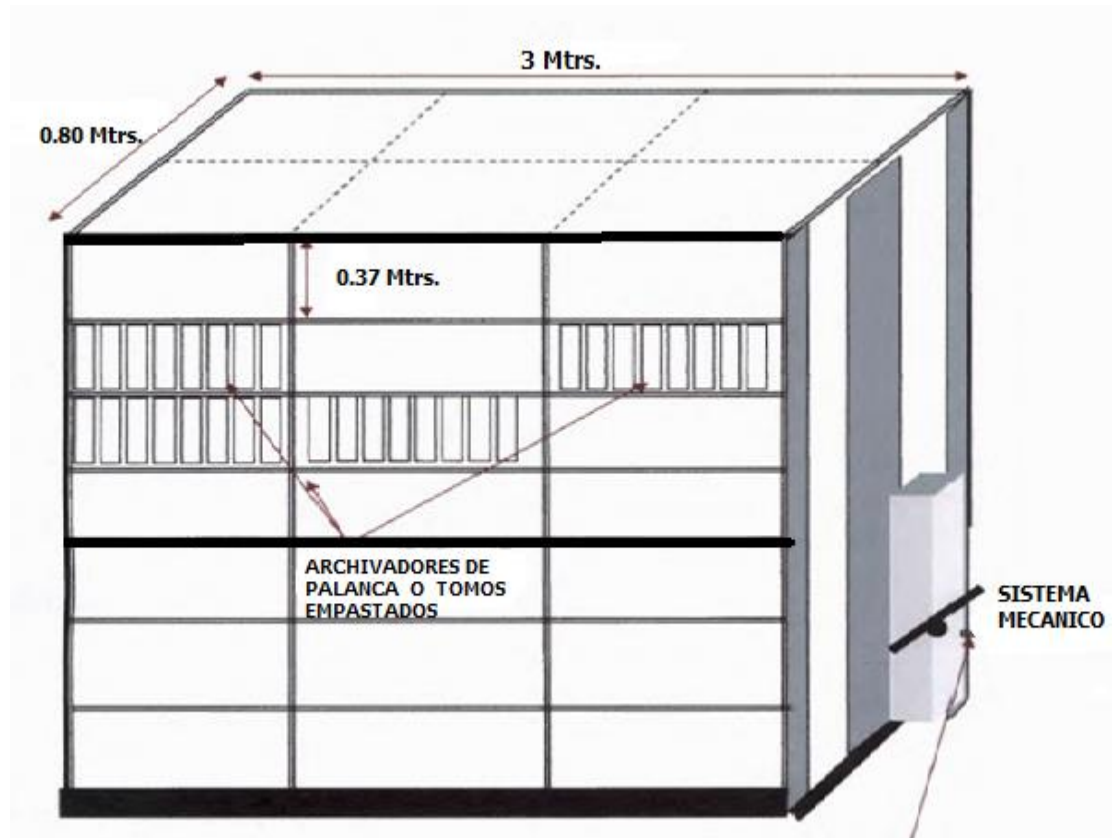 3 Mtrs.
0.80 Mtrs.
0.37 Mtrs.
ARCHIVADORES DE
PALANCA O TOMOS
EMPASTADOS
SISTEMA
MECANICO